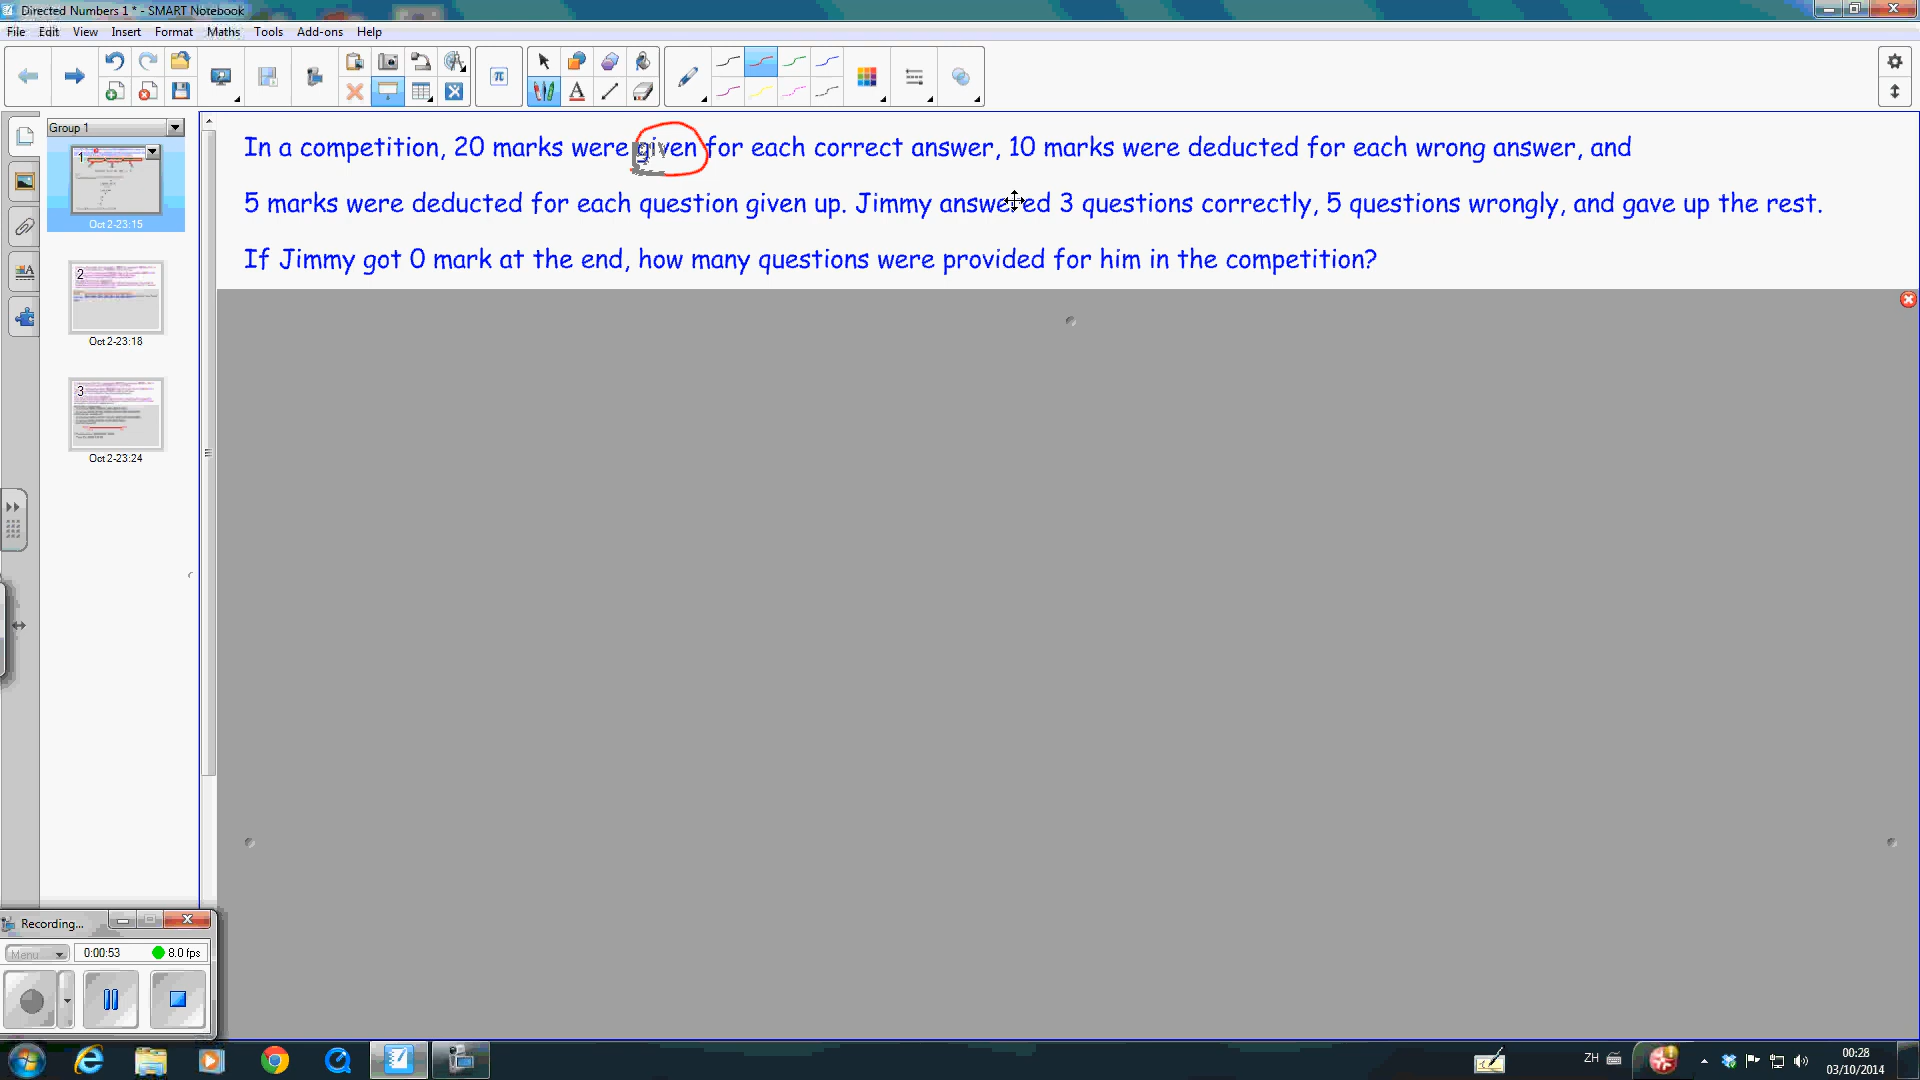 Directed Numbers 1 * - SMART Notebook
File Edit View Insert Format Maths Tools Add-ons Help
Group 1
1
Oct 2-23:15
2
Oct 2-23:18
3
Oct 2-23:24
In a competition, 20 marks were given for each correct answer, 10 marks were deducted for each wrong answer, and
5 marks were deducted for each question given up. Jimmy answered 3 questions correctly, 5 questions wrongly, and gave up the rest.
If Jimmy got 0 mark at the end, how many questions were provided for him in the competition?
Recording...
Menu 0:00:53 8.0 fps
ZH
00:28
03/10/2014